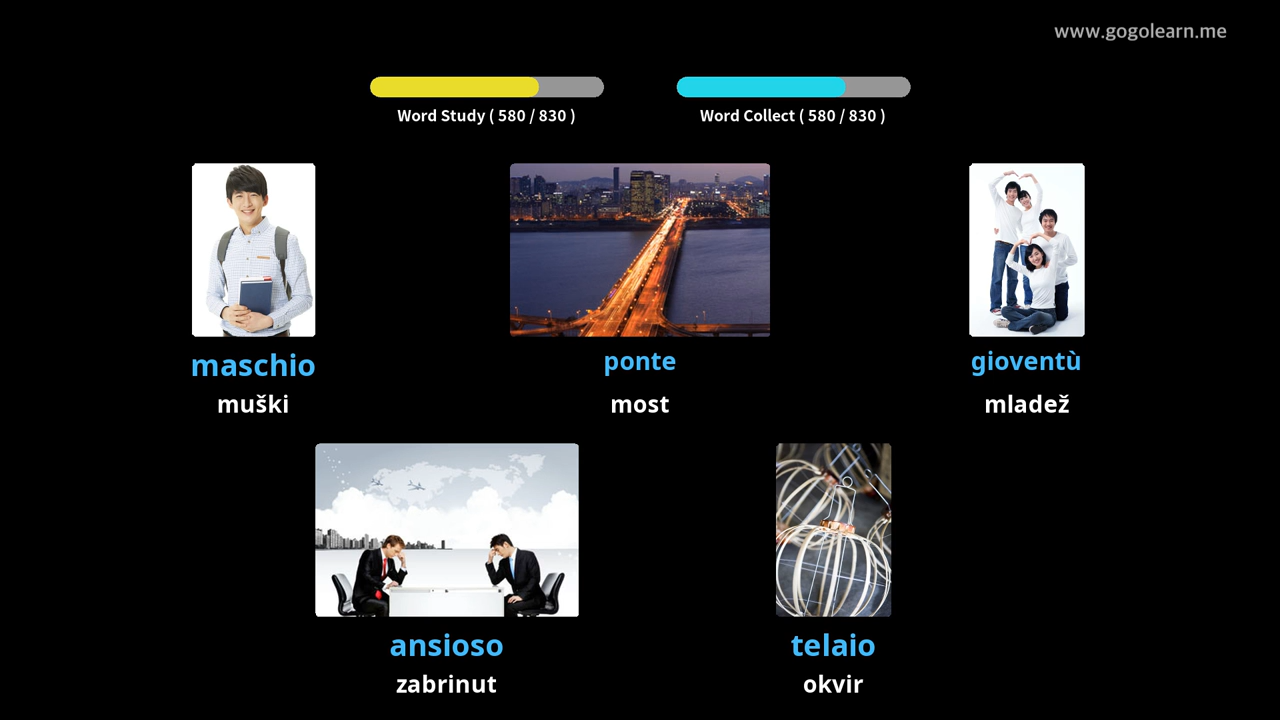 www.gogolearn.me
Word Study ( 580 / 830 )
Word Collect ( 580 / 830 )
maschio
muški
ponte
most
gioventù
mladež
ansioso
zabrinut
telaio
okvir